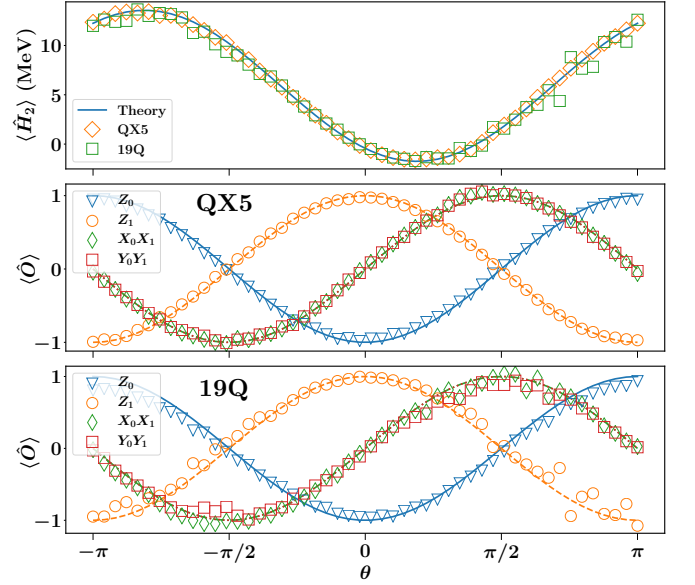 ⟨Ĥ₂⟩ (MeV)
10
5
0
Theory
QX5
19Q
⟨Ô⟩
1
0
−1
QX5
Z₀
Z₁
X₀X₁
Y₀Y₁
⟨Ô⟩
1
0
−1
19Q
Z₀
Z₁
X₀X₁
Y₀Y₁
−π −π/2 0 π/2 π
θ